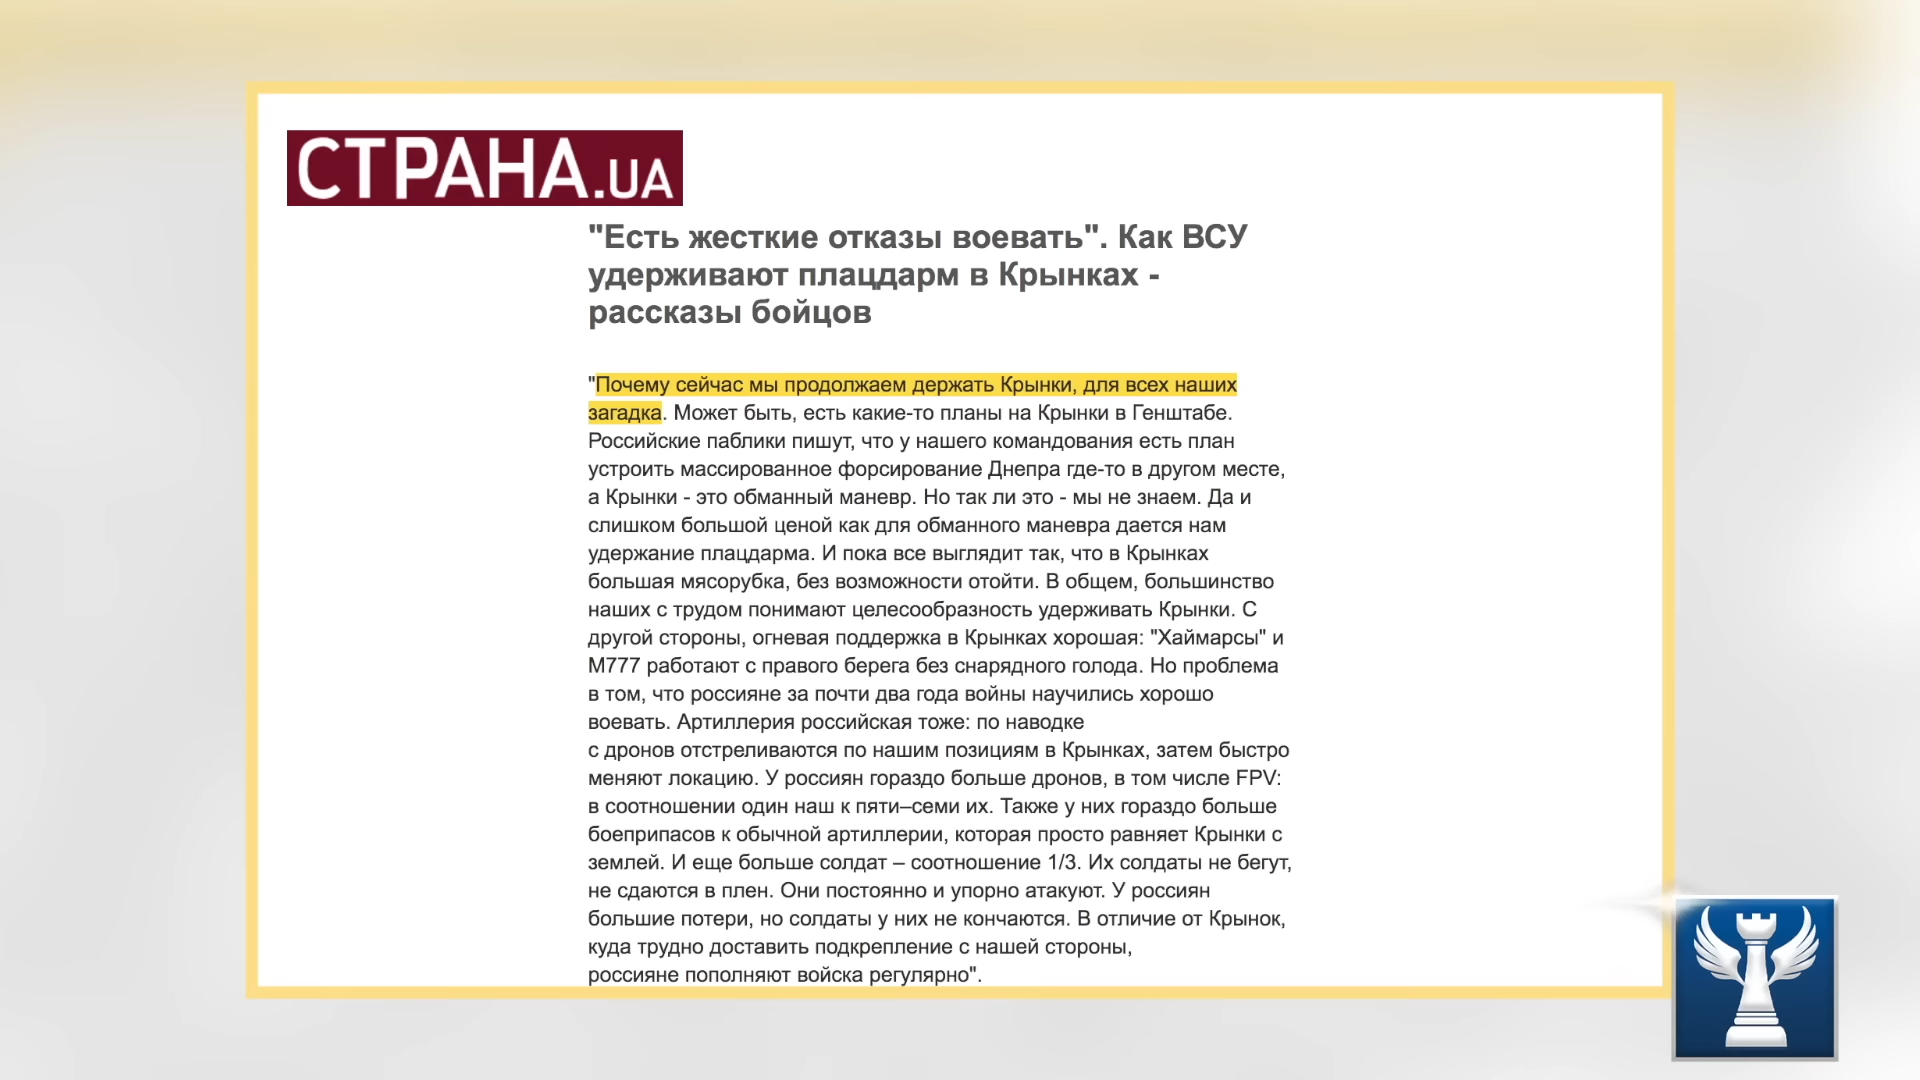 СТРАНА.UA
"Есть жесткие отказы воевать". Как ВСУ
удерживают плацдарм в Крынках -
рассказы бойцов
"Почему сейчас мы продолжаем держать Крынки, для всех наших
загадка. Может быть, есть какие-то планы на Крынки в Генштабе.
Российские паблики пишут, что у нашего командования есть план
устроить массированное форсирование Днепра где-то в другом месте,
а Крынки - это обманный маневр. Но так ли это - мы не знаем. Да и
слишком большой ценой как для обманного маневра дается нам
удержание плацдарма. И пока все выглядит так, что в Крынках
большая мясорубка, без возможности отойти. В общем, большинство
наших с трудом понимают целесообразность удерживать Крынки. С
другой стороны, огневая поддержка в Крынках хорошая: "Хаймарсы" и
М777 работают с правого берега без снарядного голода. Но проблема
в том, что россияне за почти два года войны научились хорошо
воевать. Артиллерия российская тоже: по наводке
с дронов отстреливаются по нашим позициям в Крынках, затем быстро
меняют локацию. У россиян гораздо больше дронов, в том числе FPV:
в соотношении один наш к пяти–семи их. Также у них гораздо больше
боеприпасов к обычной артиллерии, которая просто равняет Крынки с
землей. И еще больше солдат – соотношение 1/3. Их солдаты не бегут,
не сдаются в плен. Они постоянно и упорно атакуют. У россиян
большие потери, но солдаты у них не кончаются. В отличие от Крынок,
куда трудно доставить подкрепление с нашей стороны,
россияне пополняют войска регулярно".